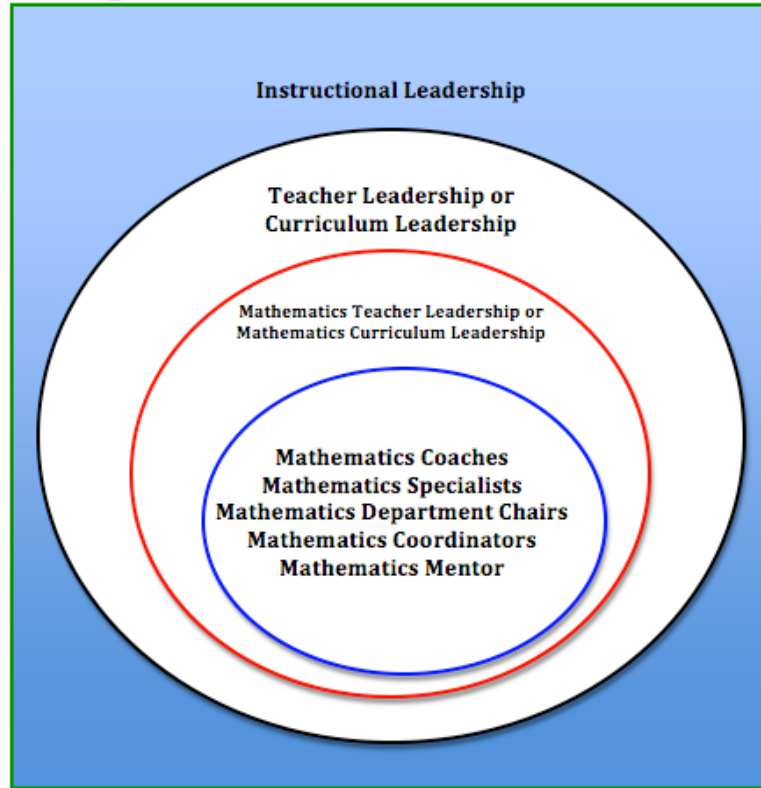 Instructional Leadership
Teacher Leadership or
Curriculum Leadership
Mathematics Teacher Leadership or
Mathematics Curriculum Leadership
Mathematics Coaches
Mathematics Specialists
Mathematics Department Chairs
Mathematics Coordinators
Mathematics Mentor